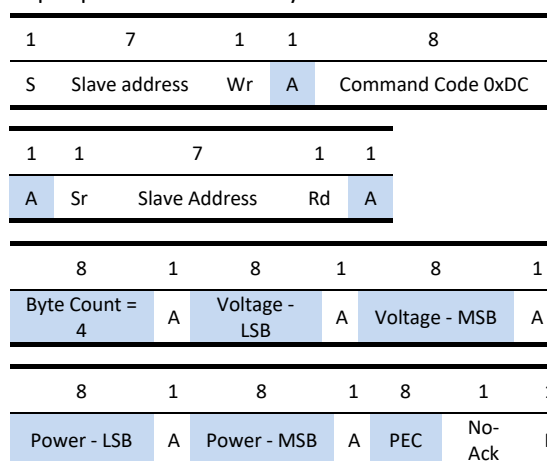 1 7 1 1 8
S Slave address Wr A Command Code 0xDC
1 1 7 1 1
A Sr Slave Address Rd A
8 1 8 1 8 1
Byte Count = 4 A Voltage - LSB A Voltage - MSB A
8 1 8 1 8 1
Power - LSB A Power - MSB A PEC No-Ack